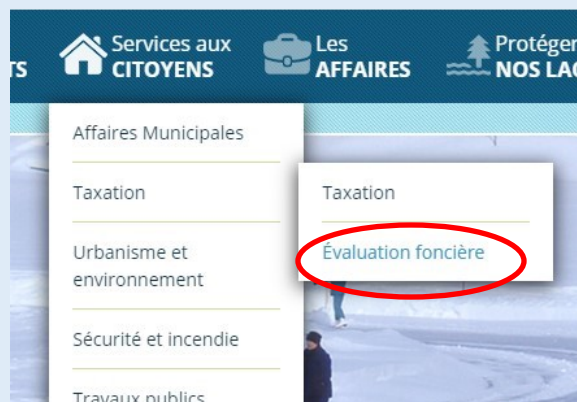 TS
Services aux
CITOYENS
Les
AFFAIRES
Protéger
NOS LAC
Affaires Municipales
Taxation
Urbanisme et
environnement
Sécurité et incendie
Travaux publics
Taxation
Évaluation foncière